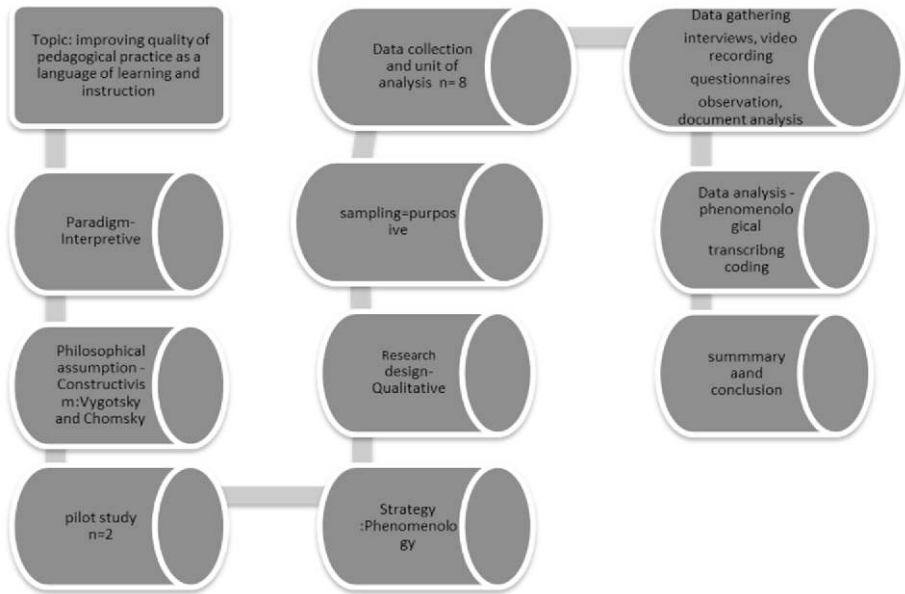 Topic: improving quality of
pedagogical practice as a
language of learning and
instruction
Paradigm-
Interpretive
Philosophical
assumption -
Constructivis
m:Vygotsky
and Chomsky
pilot study
n=2
Strategy
:Phenomenolo
gy
Research
design-
Qualitative
sampling=purpos
ive
Data collection
and unit of
analysis n= 8
Data gathering
interviews, video
recording
questionnaires
observation,
document analysis
Data analysis -
phenomenolo
gical
transcribng
coding
summmary
aand
conclusion